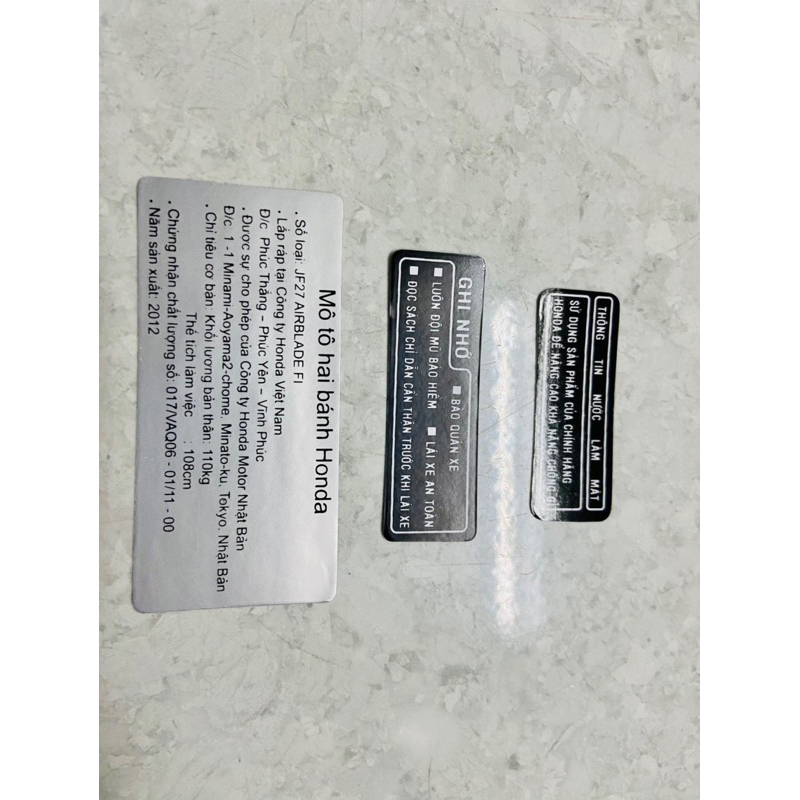 Mô tô hai bánh Honda
. Số loại: JF27 AIRBLADE FI
. Lắp ráp tại Công ty Honda Việt Nam
Đ/c Phúc Thắng – Phúc Yên – Vĩnh Phúc
. Được sự cho phép của Công ty Honda Motor Nhật Bản
Đ/c 1 -1 Minami-Aoyama2-chome. Minato-ku. Tokyo. Nhật Bản
. Chỉ tiêu cơ bản: Khối lượng bản thân: 110kg
Thể tích làm việc : 108cm
. Chứng nhận chất lượng số: 017/VAQ06 - 01/11 - 00
. Năm sản xuất: 2012
GHI NHỚ
■ BẢO QUẢN XE
■ LUÔN ĐỘI MŨ BẢO HIỂM ■ LÁI XE AN TOÀN
■ ĐỌC SÁCH CHỈ DẪN CẨN THẬN TRƯỚC KHI LÁI XE
THÔNG TIN NƯỚC LÀM MÁT
SỬ DỤNG SẢN PHẨM CỦA CHÍNH HÃNG
HONDA ĐỂ NÂNG CAO KHẢ NĂNG CHỐNG GỈ